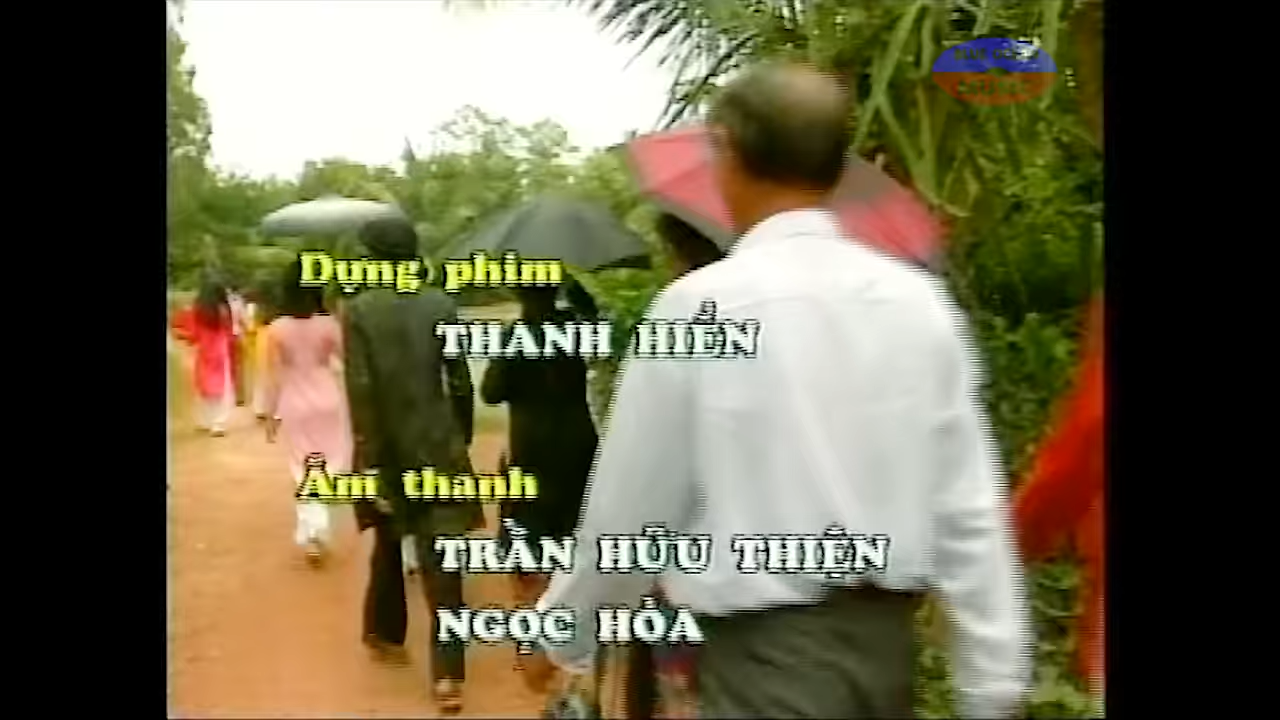 Dựng phim
THANH HIỀN
Âm thanh
TRẦN HỮU THIỆN
NGỌC HÒA